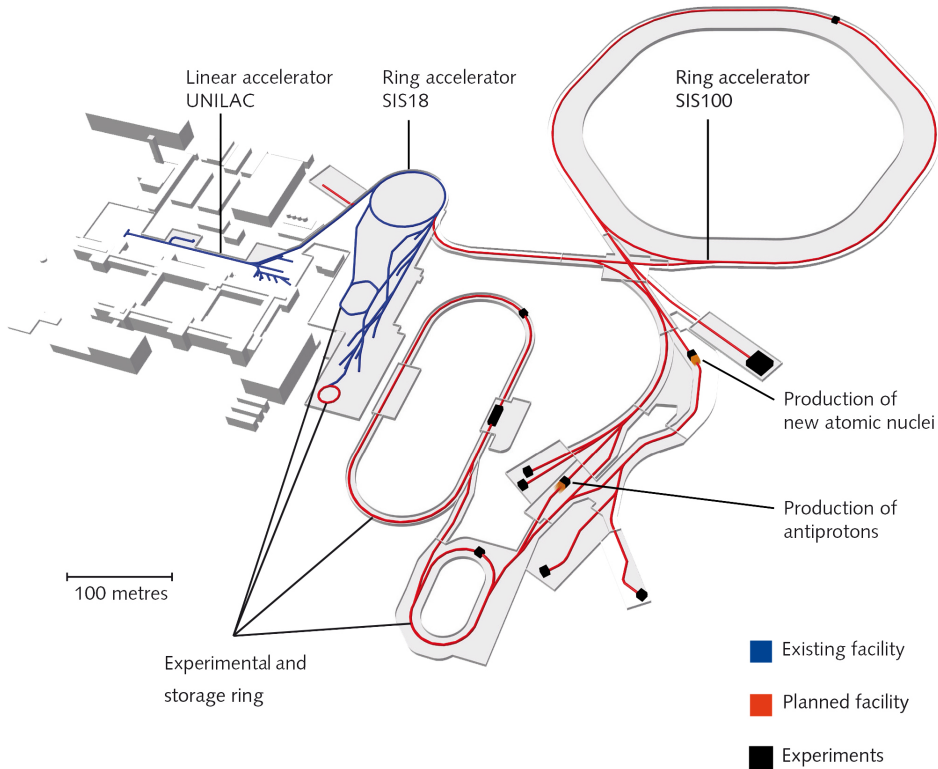 Linear accelerator
UNILAC
Ring accelerator
SIS18
Ring accelerator
SIS100
Production of
new atomic nuclei
Production of
antiprotons
100 metres
Experimental and
storage ring
Existing facility
Planned facility
Experiments